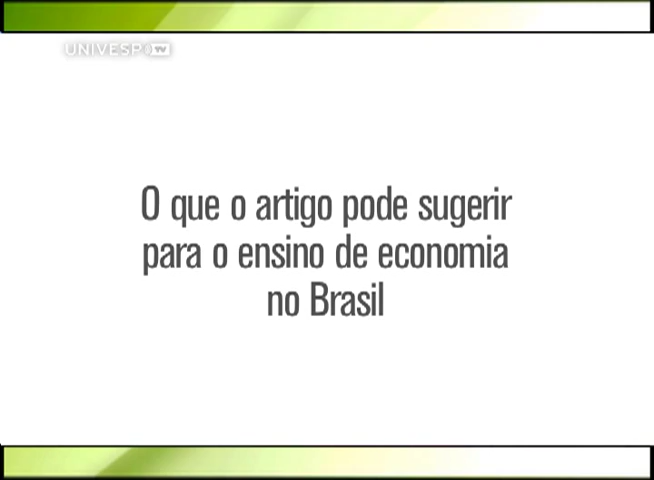 UNIVESP TV
O que o artigo pode sugerir
para o ensino de economia
no Brasil